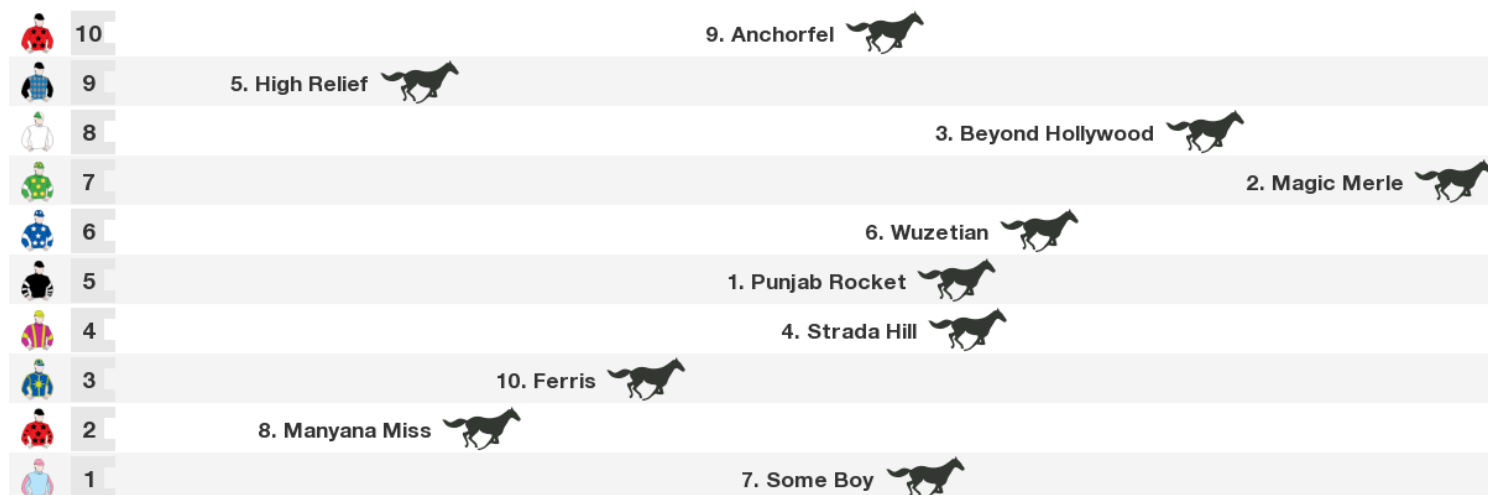 10 9. Anchorfel
9 5. High Relief
8 3. Beyond Hollywood
7 2. Magic Merle
6 6. Wuzetian
5 1. Punjab Rocket
4 4. Strada Hill
3 10. Ferris
2 8. Manyana Miss
1 7. Some Boy